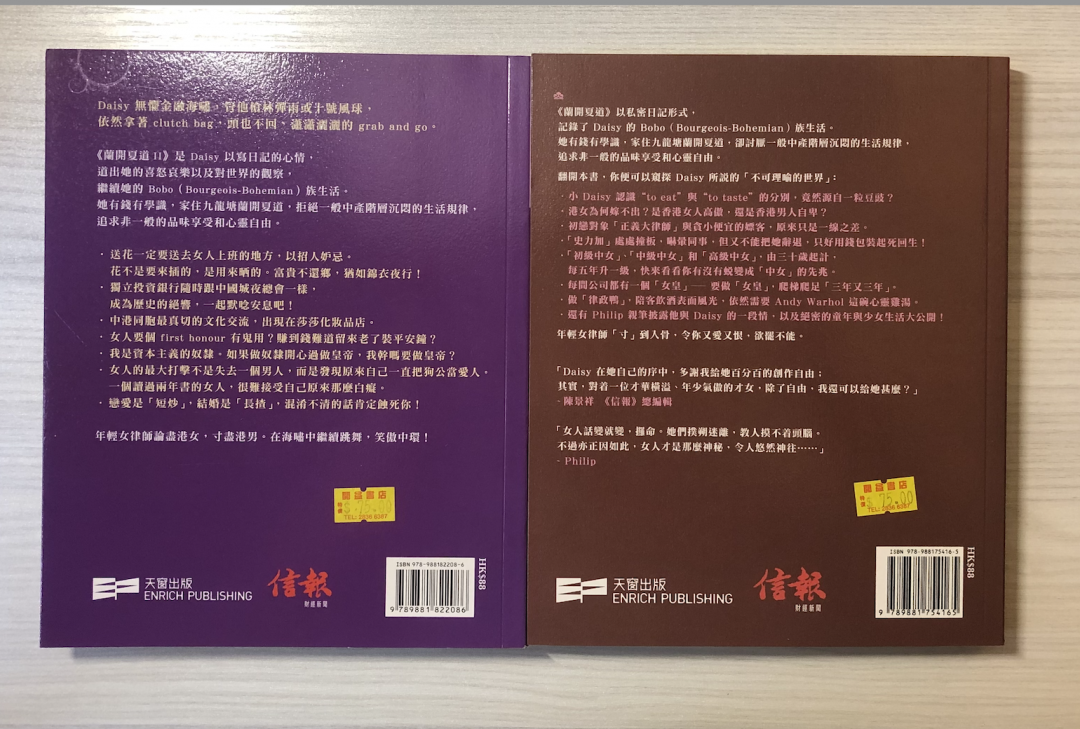 Daisy 無懼金融海嘯，管他槍林彈雨或十號風球，
依然拿著 clutch bag，頭也不回、瀟瀟灑灑的 grab and go。
《蘭開夏道 II》是 Daisy 以寫日記的心情，
道出她的喜怒哀樂以及對世界的觀察，
繼續她的 Bobo（Bourgeois-Bohemian）族生活。
她有錢有學識，家住九龍塘蘭開夏道，拒絕一般中產階層沉悶的生活規律，
追求非一般的品味享受和心靈自由。
· 送花一定要送去女人上班的地方，以招人妒忌。
花不是要來插的，是用來晒的。富貴不還鄉，猶如錦衣夜行！
· 獨立投資銀行隨時跟中國城夜總會一樣，
成為歷史的絕響，一起默唸安息吧！
· 中港同胞最真切的文化交流，出現在莎莎化妝品店。
· 女人要個 first honour 有鬼用？賺到錢難道留來老了裝平安鐘？
· 我是資本主義的奴隸。如果做奴隸開心過做皇帝，我幹嗎要做皇帝？
· 女人的最大打擊不是失去一個男人，而是發現原來自己一直把狗公當愛人。
一個讀過兩年書的女人，很難接受自己原來那麼白癡。
· 戀愛是「短炒」，結婚是「長揸」，混淆不清的話肯定蝕死你！
年輕女律師論盡港女，寸盡港男。在海嘯中繼續跳舞，笑傲中環！
開益書店
特價 $ 75.00
TEL: 2836 6387
天窗出版
ENRICH PUBLISHING
信報
財經新聞
ISBN 978-988182208-6
9 789881 822086
HK$88
《蘭開夏道》以私密日記形式，
記錄了 Daisy 的 Bobo（Bourgeois-Bohemian）族生活。
她有錢有學識，家住九龍塘蘭開夏道，卻討厭一般中產階層沉悶的生活規律，
追求非一般的品味享受和心靈自由。
翻開本書，你便可以窺探 Daisy 所說的「不可理喻的世界」：
· 小 Daisy 認識 “to eat” 與 “to taste” 的分別，竟然源自一粒豆豉？
· 港女為何嫁不出？是香港女人高傲，還是香港男人自卑？
· 初戀對象「正義大律師」與貪小便宜的嫖客，原來只是一線之差。
· 「史力加」處處撞板，嚇暈同事，但又不能把她辭退，只好用錢包裝起死回生！
· 「初級中女」、「中級中女」和「高級中女」，由三十歲起計，
每五年升一級，快來看看你有沒有蛻變成「中女」的先兆。
· 每間公司都有一個「女皇」── 要做「女皇」，爬梯爬足「三年又三年」。
· 做「律政鴨」，陪客飲酒表面風光，依然需要 Andy Warhol 這碗心靈雞湯。
· 還有 Philip 親筆披露他與 Daisy 的一段情，以及絕密的童年與少女生活大公開！
年輕女律師「寸」到入骨，令你又愛又恨，欲罷不能。
「Daisy 在她自己的序中，多謝我給她百分百的創作自由；
其實，對着一位才華橫溢，年少氣傲的才女，除了自由，我還可以給她甚麼？」
- 陳景祥 《信報》總編輯
「女人話變就變，攞命。她們撲朔迷離，教人摸不着頭腦。
不過亦正因如此，女人才是那麼神秘，令人悠然神往⋯⋯」
- Philip
開益書店
特價 $ 75.00
TEL: 2836 6387
天窗出版
ENRICH PUBLISHING
信報
財經新聞
ISBN 978-988175416-5
9 789881 754165
HK$88